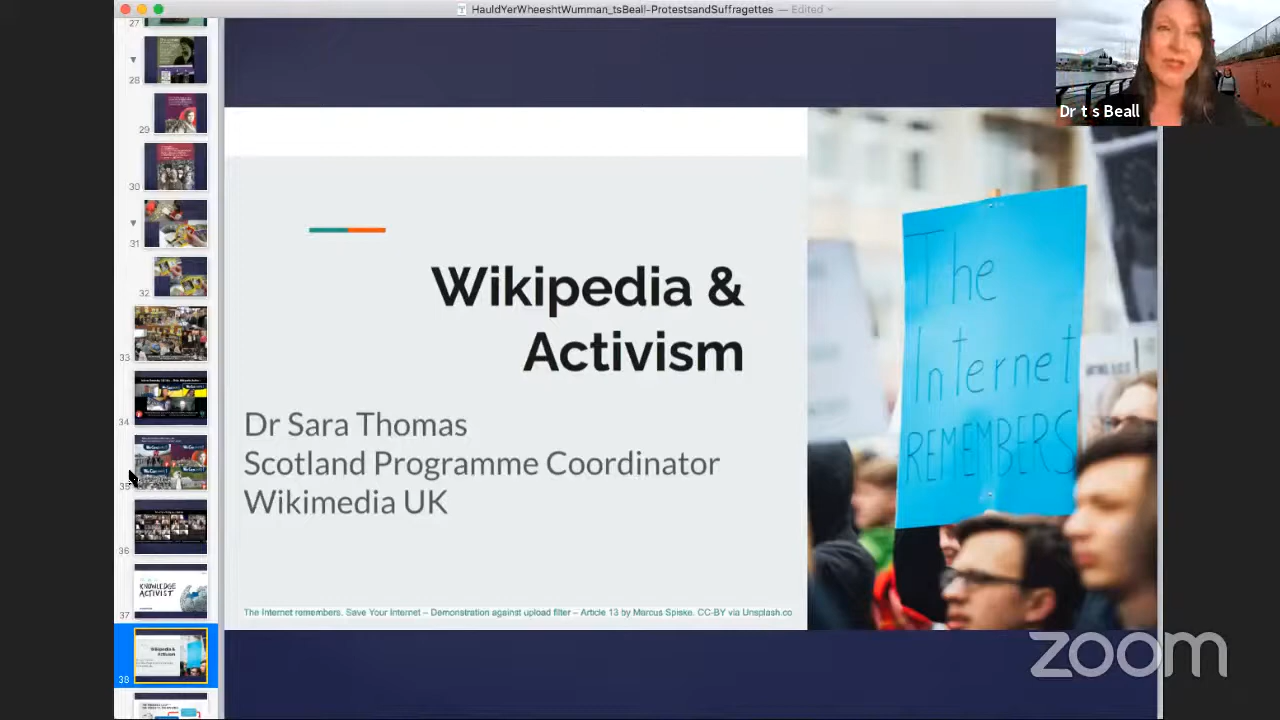 HauldYerWheeshtWumman_tsBeall-ProtestsandSuffragettes — Edited
Dr t s Beall
27
28
29
30
31
32
33
34
35
36
37
KNOWLEDGE
ACTIVIST
38
Wikipedia &
Activism
Wikipedia &
Activism
Dr Sara Thomas
Scotland Programme Coordinator
Wikimedia UK
The Internet remembers. Save Your Internet – Demonstration against upload filter – Article 13 by Marcus Spiske. CC-BY via Unsplash.co
The
Internet
REMEMBERS
zoom